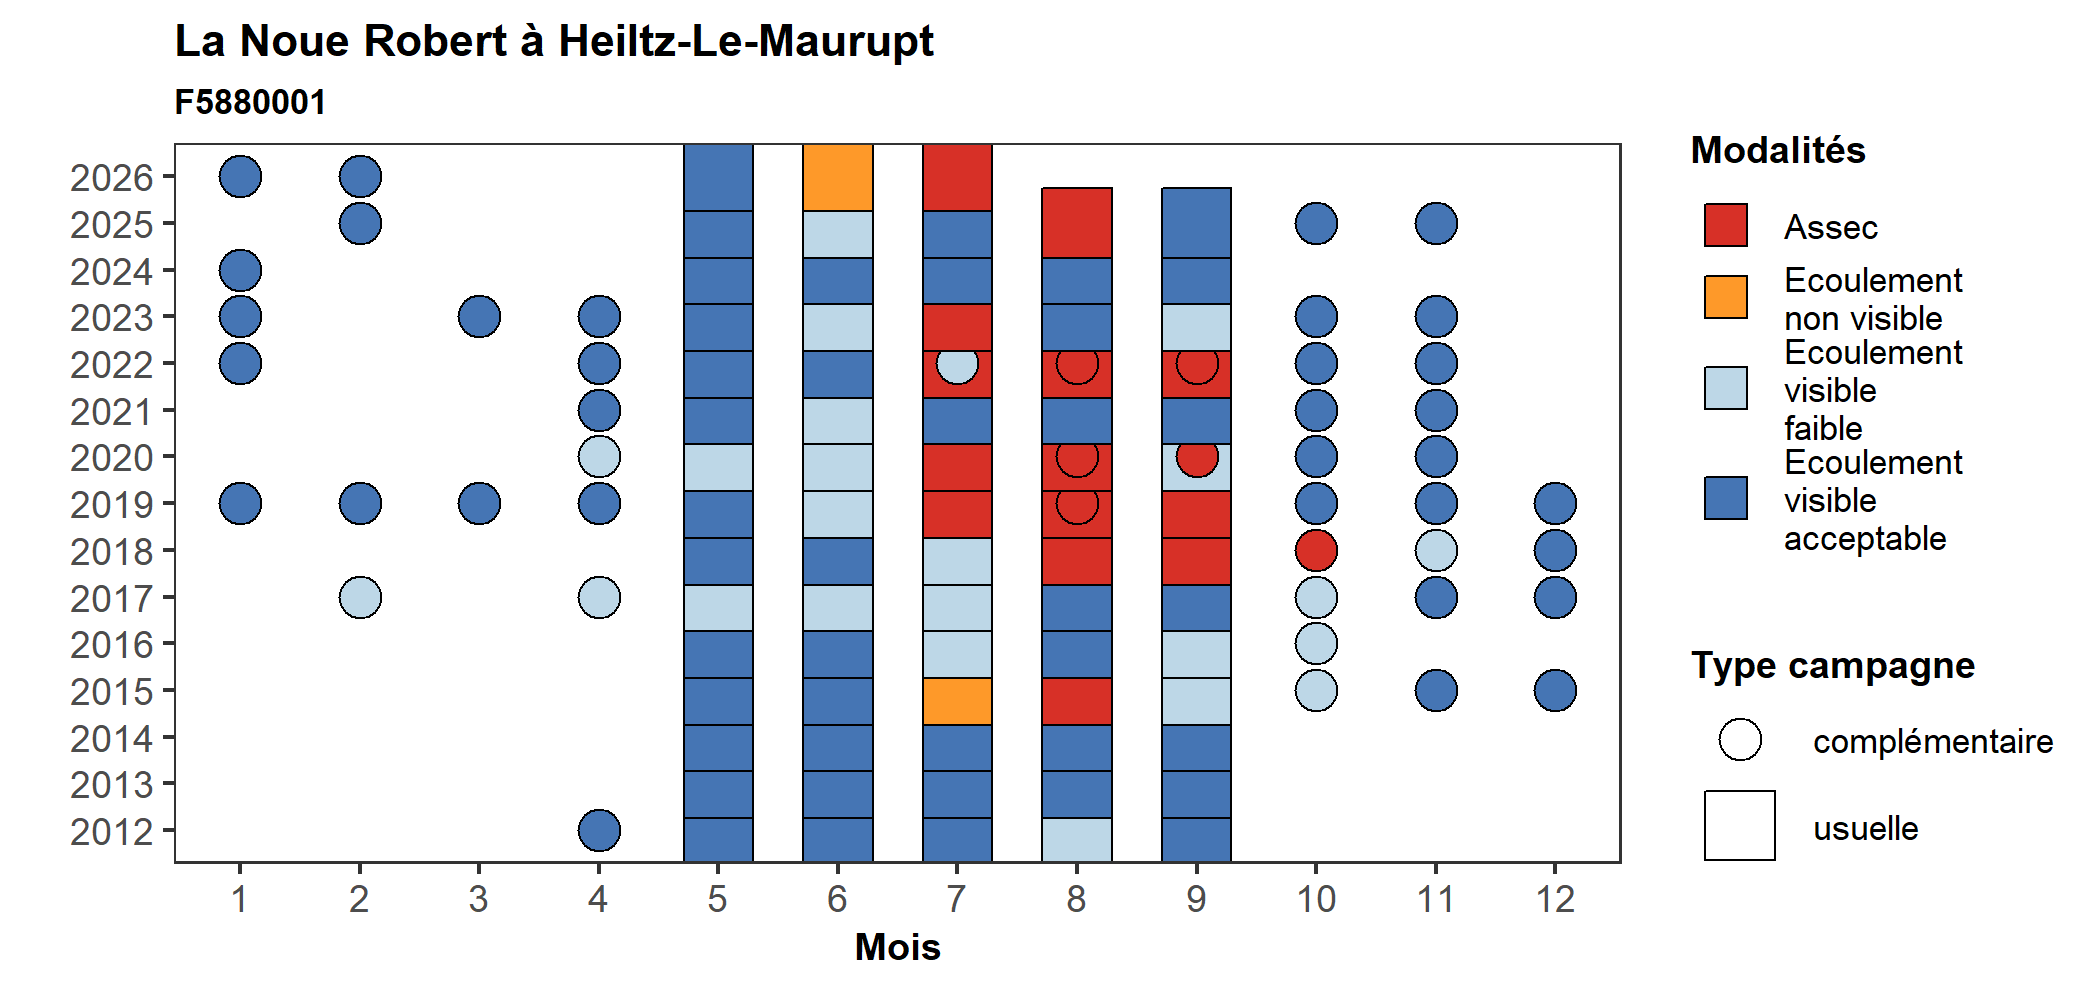 La Noue Robert à Heiltz-Le-Maurupt
F5880001
2026
2025
2024
2023
2022
2021
2020
2019
2018
2017
2016
2015
2014
2013
2012
1 2 3 4 5 6 7 8 9 10 11 12
Mois
Modalités
Assec
Ecoulement
non visible
Ecoulement
visible
faible
Ecoulement
visible
acceptable
Type campagne
complémentaire
usuelle